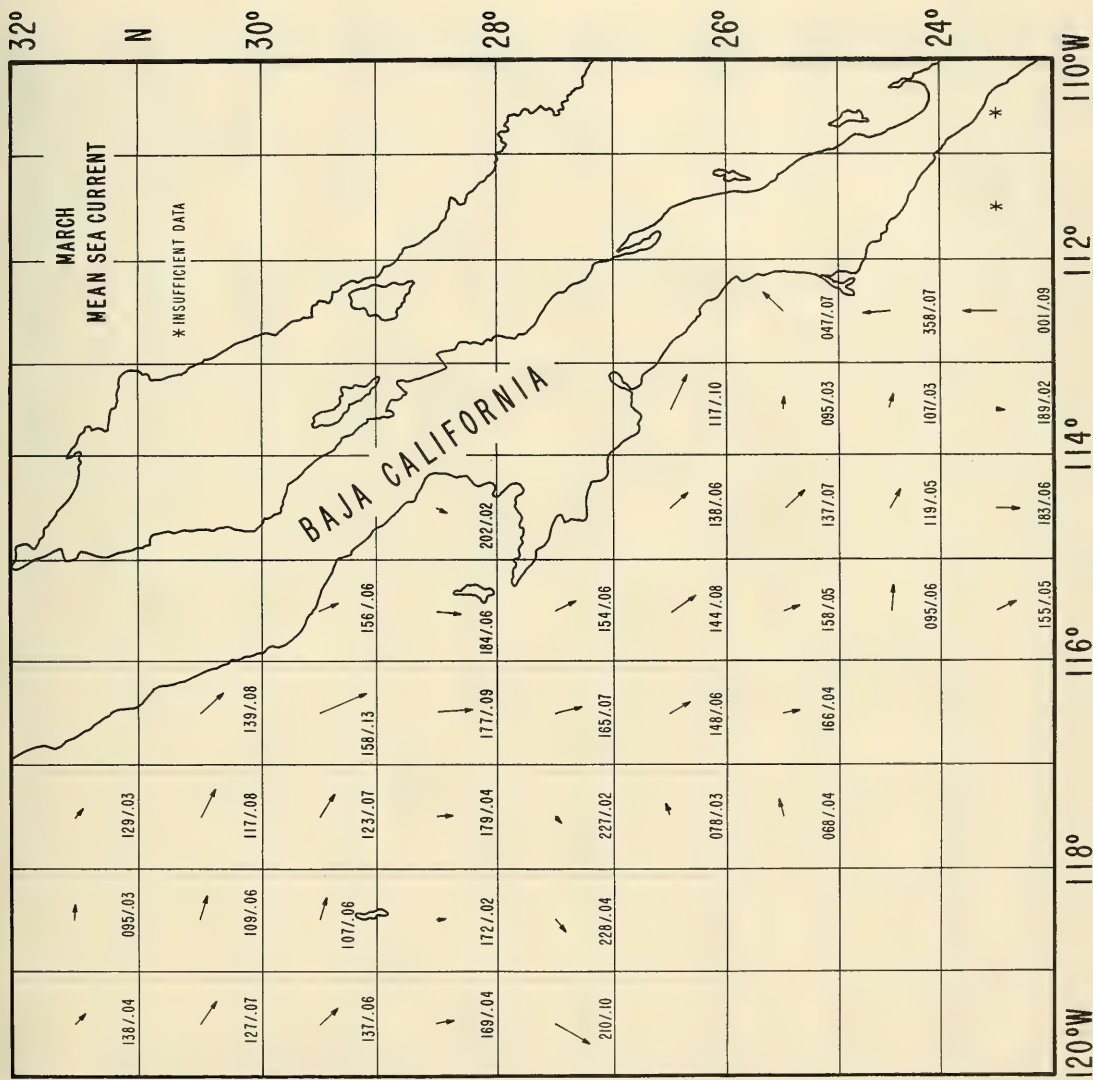 32°
MARCH
MEAN SEA CURRENT
138/.04 095/.03 129/.03 N
*INSUFFICIENT DATA
127/.07 109/.06 117/.08 139/.08 30°
137/.06 107/.06 123/.07 158/.13 156/.06
BAJA CALIFORNIA
169/.04 172/.02 179/.04 177/.09 184/.06 202/.02 28°
210/.10 228/.04 227/.02 165/.07 154/.06
078/.03 148/.06 144/.08 138/.06 117/.10 26°
068/.04 166/.04 158/.05 137/.07 095/.03 047/.07
095/.06 119/.05 107/.03 358/.07 24°
* *
155/.05 183/.06 189/.02 001/.09
120°W 118° 116° 114° 112° 110°W